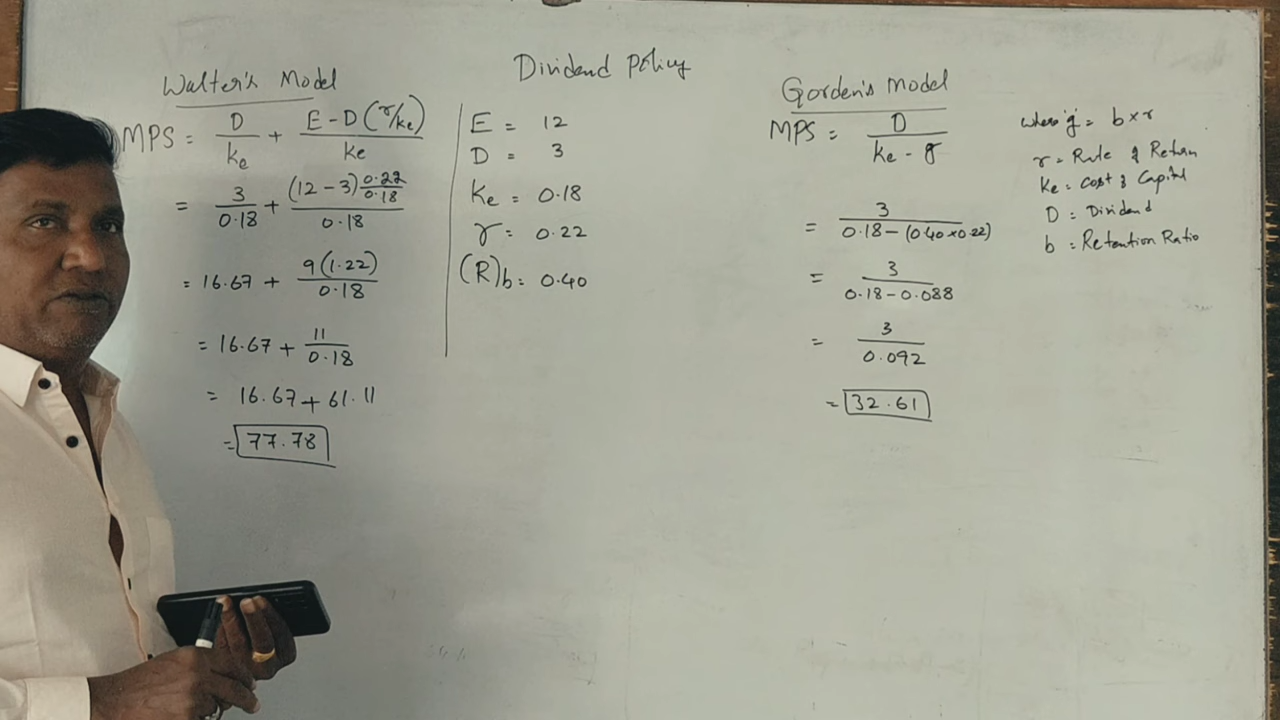 Dividend Policy
Walter's Model
MPS = D/ke + E - D (r/ke)/ke
= 3/0.18 + (12 - 3) 0.22/0.18/0.18
= 16.67 + 9(1.22)/0.18
= 16.67 + 11/0.18
= 16.67 + 61.11
= 77.78
E = 12
D = 3
Ke = 0.18
r = 0.22
(R) b = 0.40
Gorden's Model
MPS = D/ke - g
= 3/0.18 - (0.40 x 0.22)
= 3/0.18 - 0.088
= 3/0.092
= 32.61
where 'g' = b x r
r = Rate of Return
Ke = Cost of Capital
D = Dividend
b = Retention Ratio